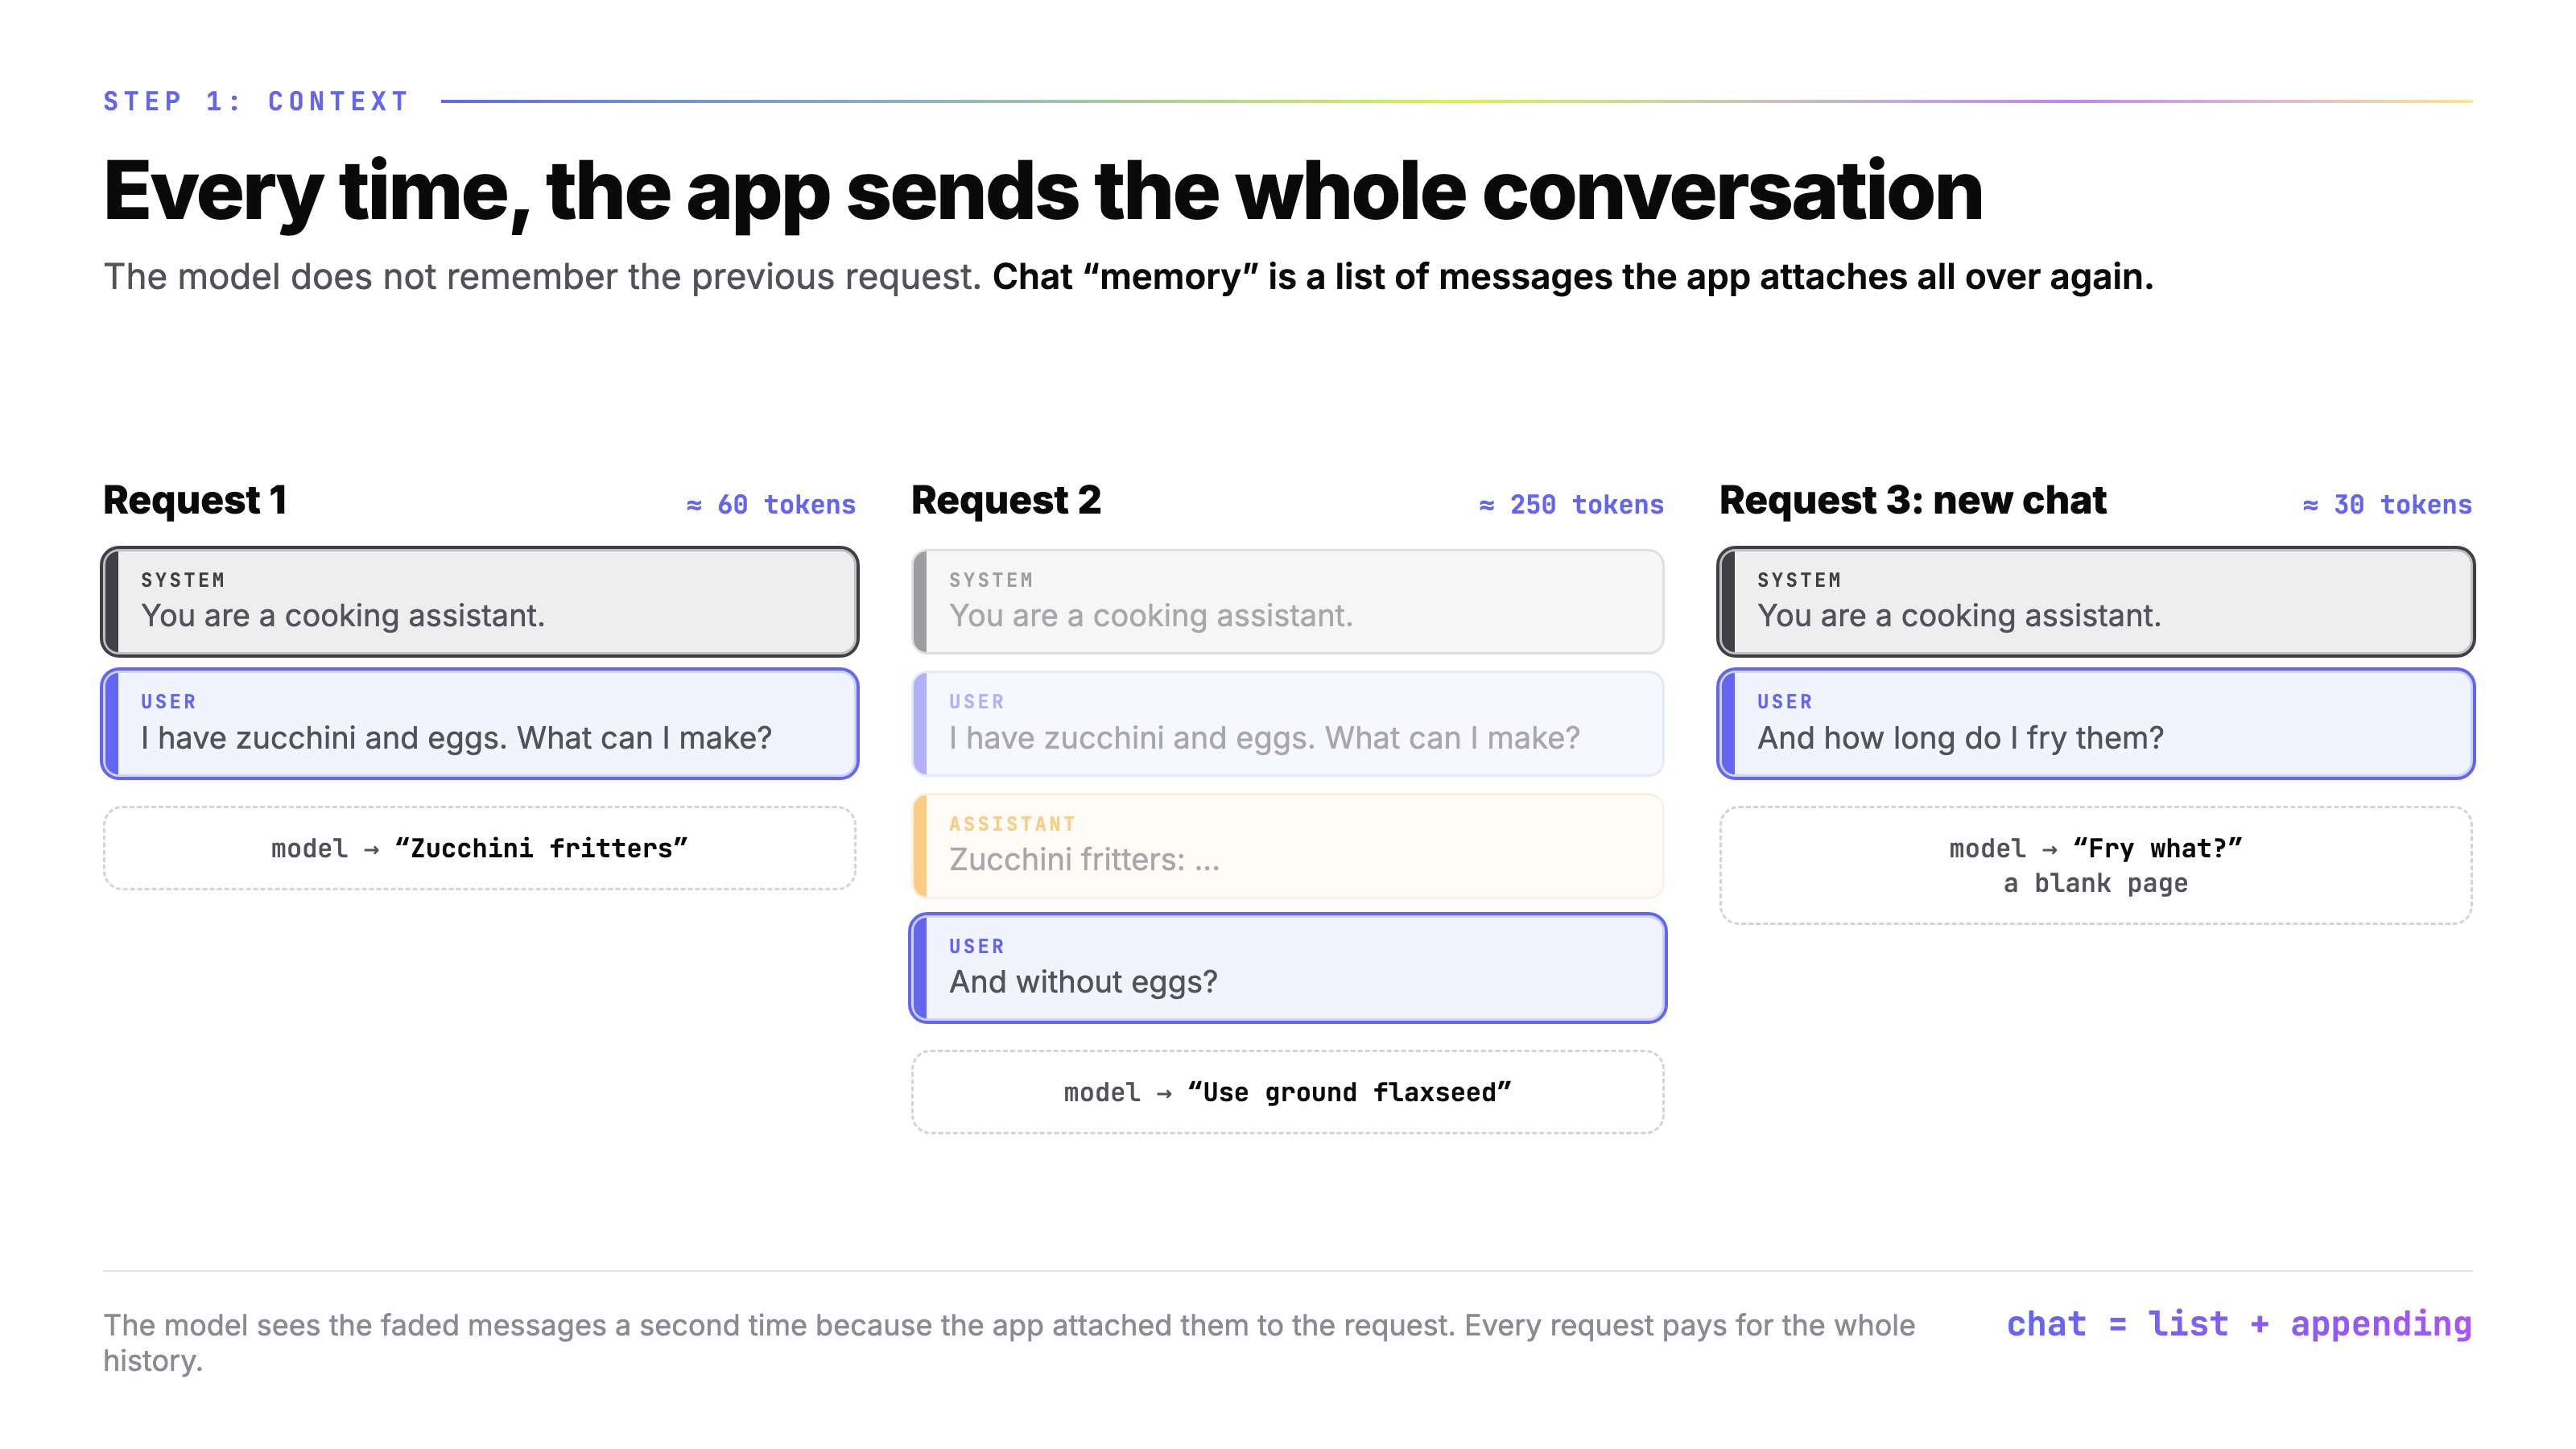 STEP 1: CONTEXT
Every time, the app sends the whole conversation
The model does not remember the previous request. Chat “memory” is a list of messages the app attaches all over again.
Request 1
≈ 60 tokens
SYSTEM
You are a cooking assistant.
USER
I have zucchini and eggs. What can I make?
model → “Zucchini fritters”
Request 2
≈ 250 tokens
SYSTEM
You are a cooking assistant.
USER
I have zucchini and eggs. What can I make?
ASSISTANT
Zucchini fritters: ...
USER
And without eggs?
model → “Use ground flaxseed”
Request 3: new chat
≈ 30 tokens
SYSTEM
You are a cooking assistant.
USER
And how long do I fry them?
model → “Fry what?”
a blank page
The model sees the faded messages a second time because the app attached them to the request. Every request pays for the whole
history.
chat = list + appending